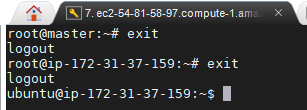 7. ec2-54-81-58-97.compute-1.ama
root@master:~# exit
logout
root@ip-172-31-37-159:~# exit
logout
ubuntu@ip-172-31-37-159:~$